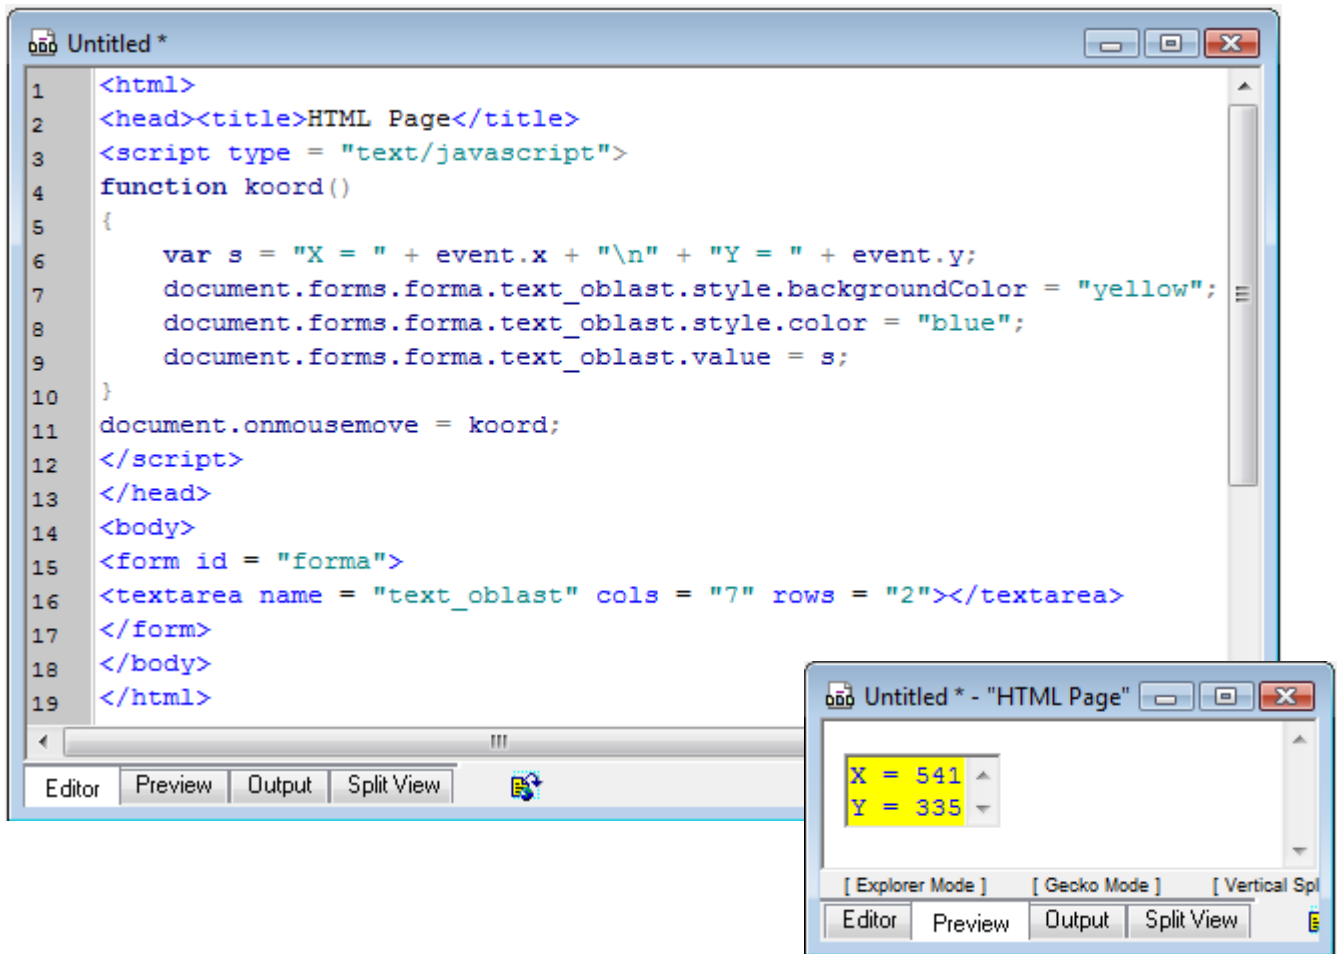 Untitled *
1 <html>
2 <head><title>HTML Page</title>
3 <script type = "text/javascript">
4 function koord()
5 {
6     var s = "X = " + event.x + "\n" + "Y = " + event.y;
7     document.forms.forma.text_oblast.style.backgroundColor = "yellow";
8     document.forms.forma.text_oblast.style.color = "blue";
9     document.forms.forma.text_oblast.value = s;
10 }
11 document.onmousemove = koord;
12 </script>
13 </head>
14 <body>
15 <form id = "forma">
16 <textarea name = "text_oblast" cols = "7" rows = "2"></textarea>
17 </form>
18 </body>
19 </html>
Editor Preview Output Split View
Untitled * - "HTML Page"
X = 541
Y = 335
[ Explorer Mode ] [ Gecko Mode ] [ Vertical Spl
Editor Preview Output Split View